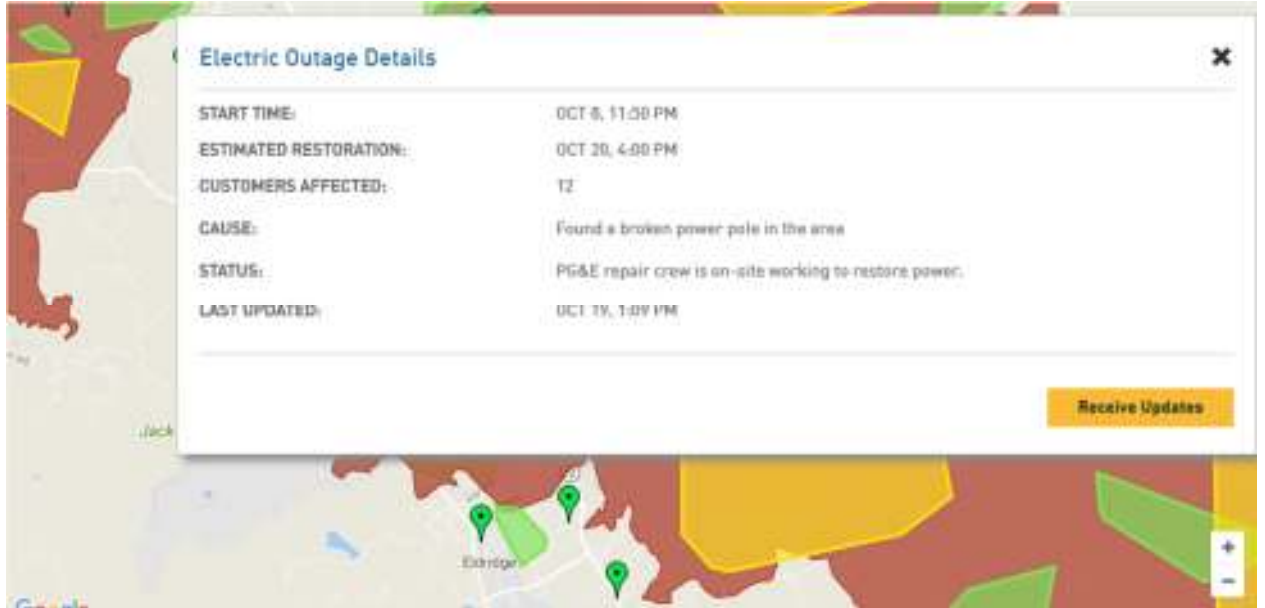 Electric Outage Details
START TIME: OCT 8, 11:50 PM
ESTIMATED RESTORATION: OCT 20, 4:00 PM
CUSTOMERS AFFECTED: 12
CAUSE: Found a broken power pole in the area
STATUS: PG&E repair crew is on-site working to restore power.
LAST UPDATED: OCT 19, 1:09 PM
Receive Updates
Jack
Eldridge
Google